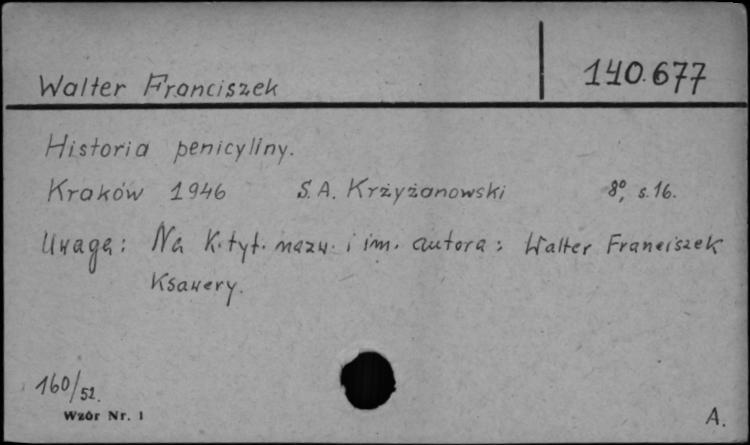 Walter Franciszek
140.677
Historia penicyliny.
Kraków 1946 S.A. Krzyżanowski 8°, s.16.
Uwaga: Na k.tyt. nazw. i im. autora: Walter Franciszek
Ksawery.
160/52.
Wzór Nr. 1
A.